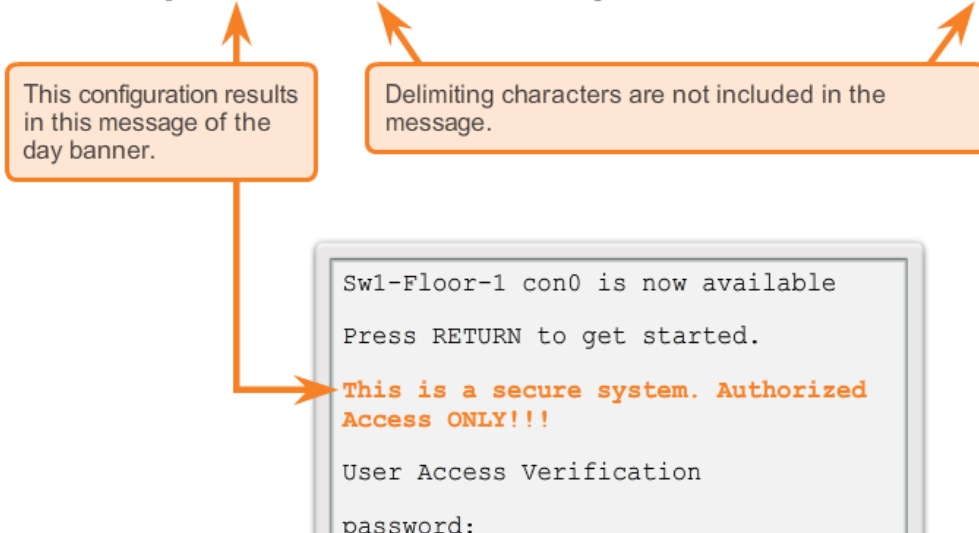 This configuration results
in this message of the
day banner.
Delimiting characters are not included in the
message.
Sw1-Floor-1 con0 is now available
Press RETURN to get started.
This is a secure system. Authorized
Access ONLY!!!
User Access Verification
password: